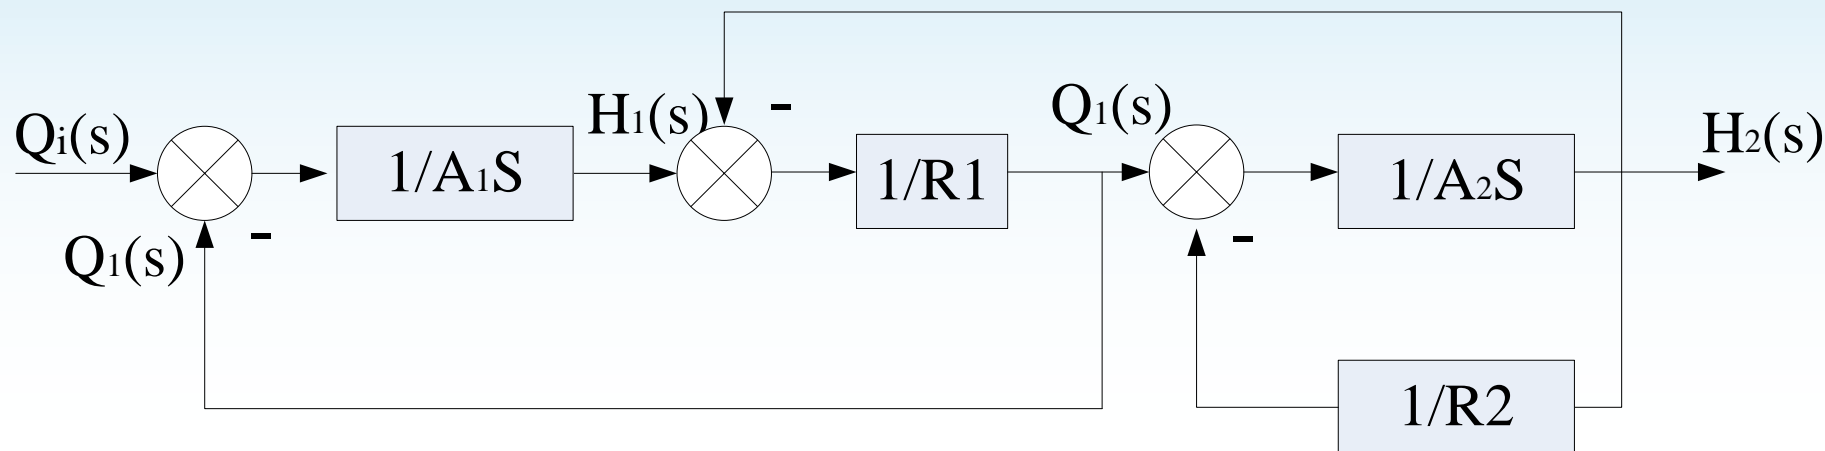 Qi(s)
1/A1S
H1(s)
-
1/R1
Q1(s)
1/A2S
H2(s)
Q1(s)
-
-
1/R2